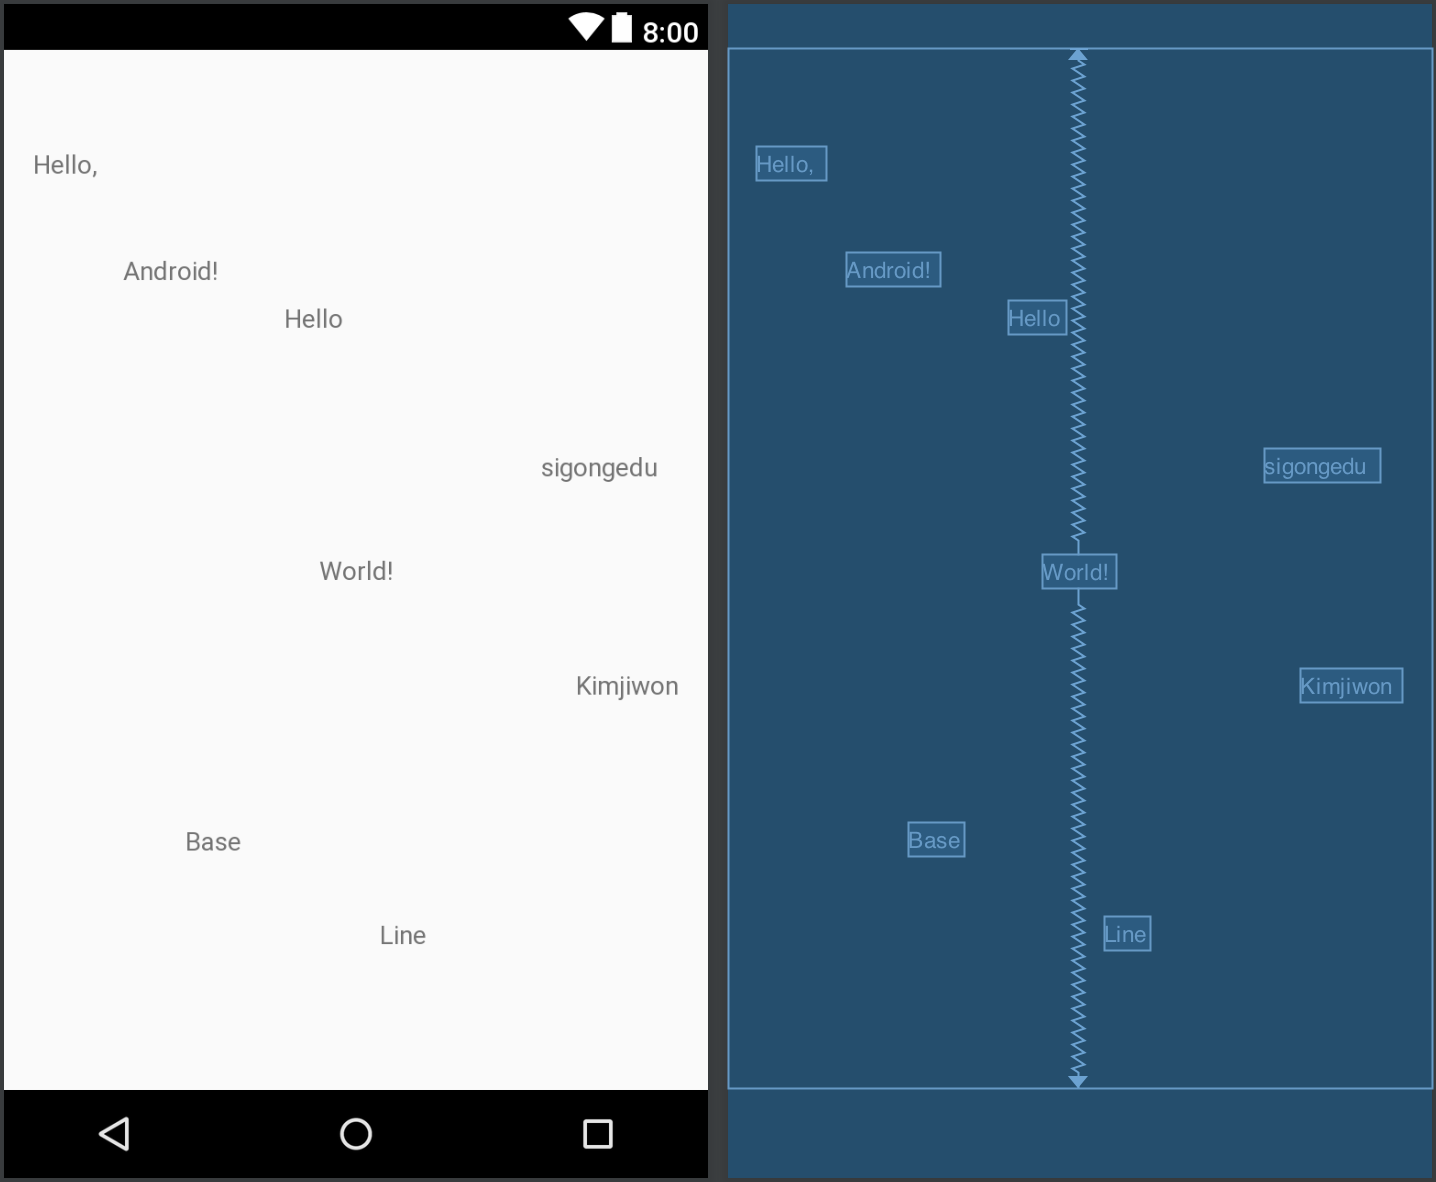 8:00
Hello,
Android!
Hello
sigongedu
World!
Kimjiwon
Base
Line
Hello,
Android!
Hello
sigongedu
World!
Kimjiwon
Base
Line